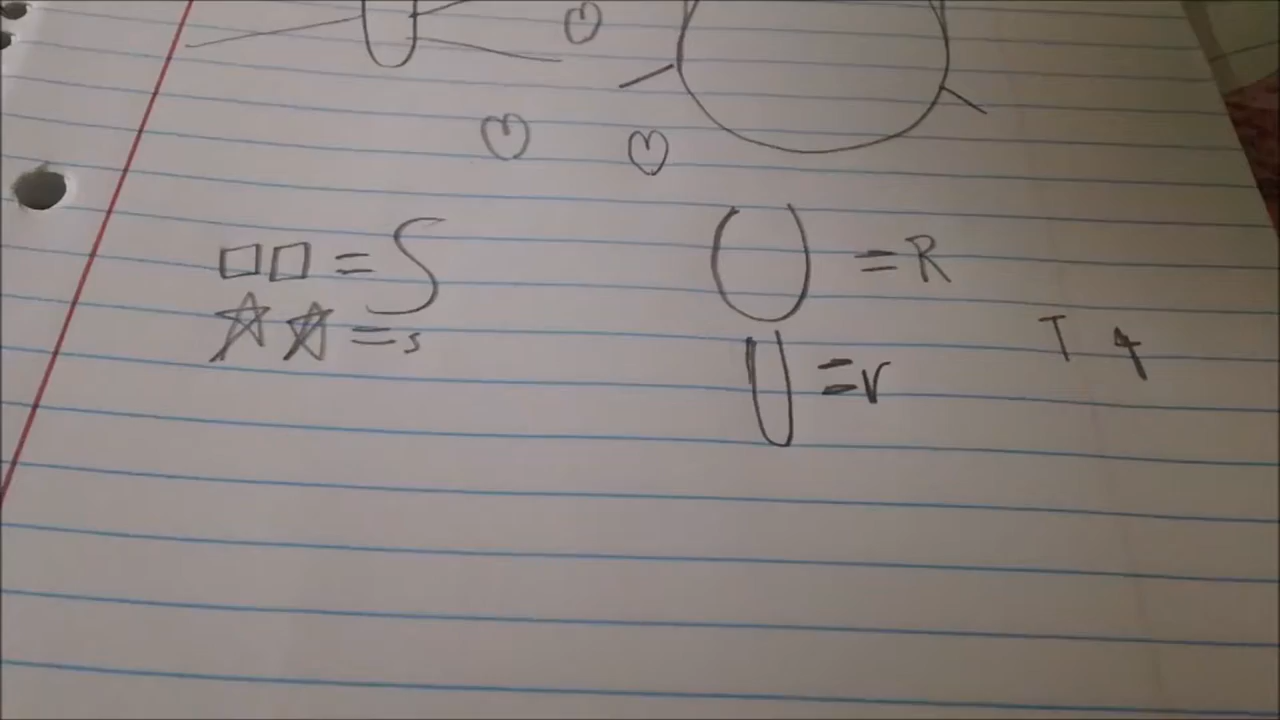 □□ = S
☆☆ = s
U = R
U = r
T